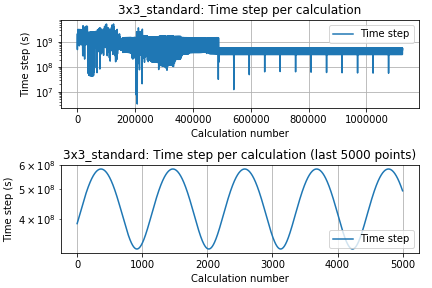 3x3_standard: Time step per calculation
Time step (s)
10⁹
10⁸
10⁷
Time step
0 200000 400000 600000 800000 1000000
Calculation number
3x3_standard: Time step per calculation (last 5000 points)
Time step (s)
6 × 10⁸
5 × 10⁸
4 × 10⁸
Time step
0 1000 2000 3000 4000 5000
Calculation number